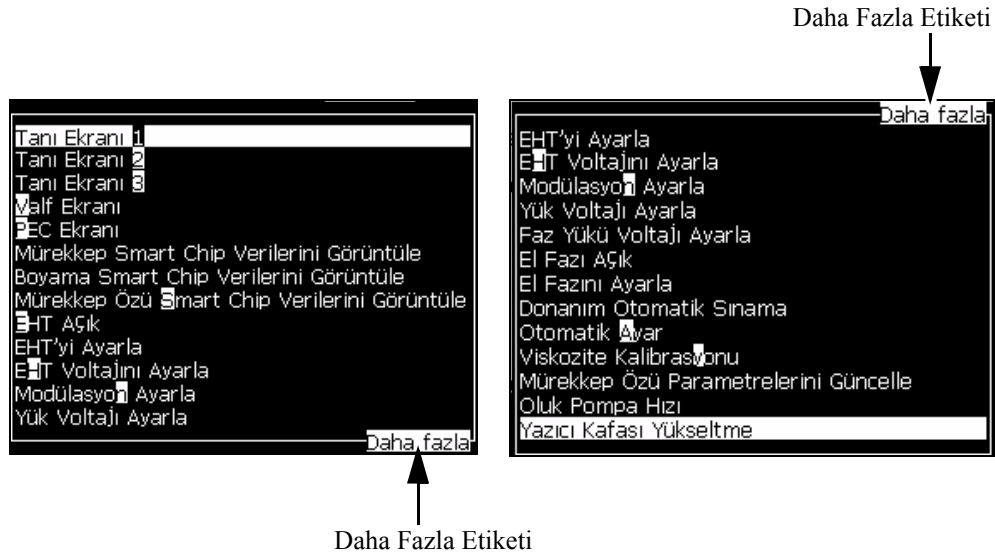 Daha Fazla Etiketi
Tanı Ekranı 1
Tanı Ekranı 2
Tanı Ekranı 3
Valf Ekranı
PEC Ekranı
Mürekkep Smart Chip Verilerini Görüntüle
Boyama Smart Chip Verilerini Görüntüle
Mürekkep Özü Smart Chip Verilerini Görüntüle
EHT Açık
EHT'yi Ayarla
EHT Voltajını Ayarla
Modülasyon Ayarla
Yük Voltajı Ayarla
Daha fazla
Daha fazla
EHT'yi Ayarla
EHT Voltajını Ayarla
Modülasyon Ayarla
Yük Voltajı Ayarla
Faz Yükü Voltajı Ayarla
El Fazı Açık
El Fazını Ayarla
Donanım Otomatik Sınama
Otomatik Ayar
Viskozite Kalibrasyonu
Mürekkep Özü Parametrelerini Güncelle
Oluk Pompa Hızı
Yazıcı Kafası Yükseltme
Daha Fazla Etiketi